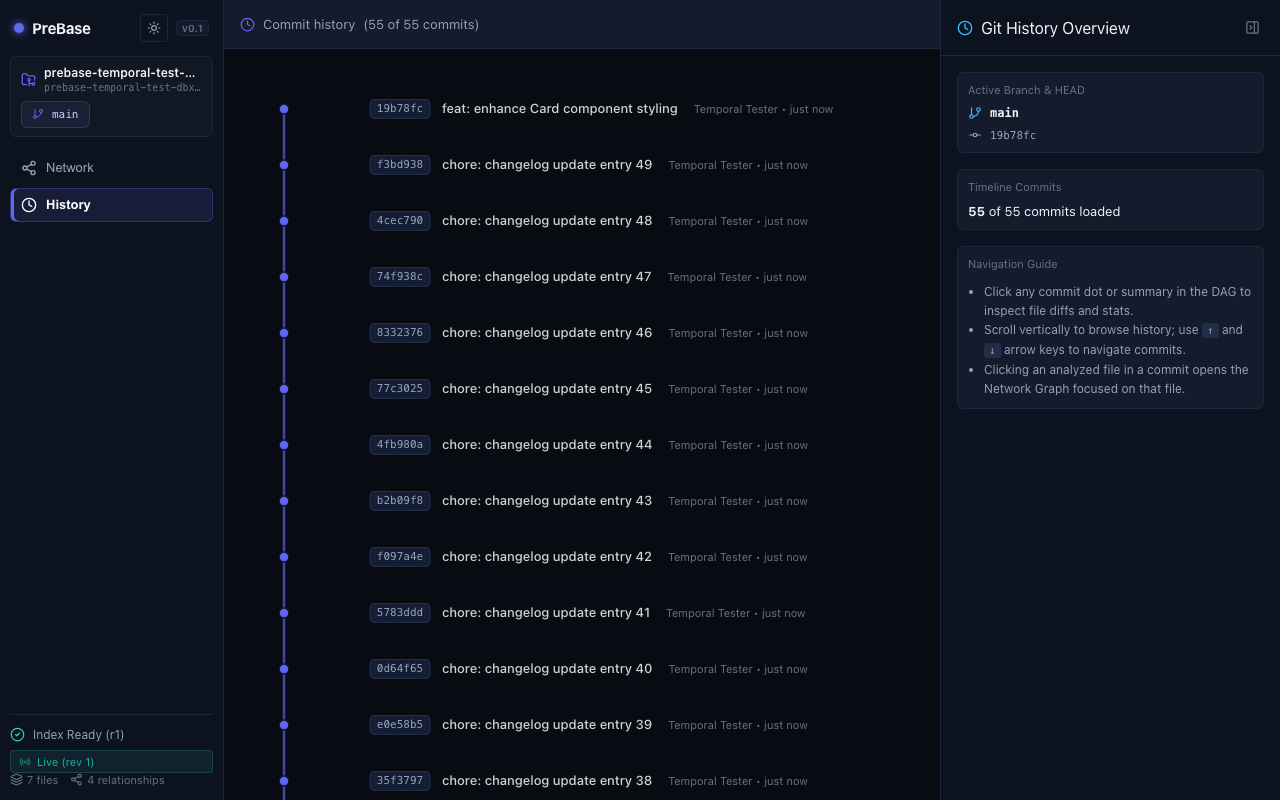 PreBase
v0.1
prebase-temporal-test-...
prebase-temporal-test-dbx…
main
Network
History
Index Ready (r1)
Live (rev 1)
7 files
4 relationships
Commit history (55 of 55 commits)
19b78fc feat: enhance Card component styling Temporal Tester • just now
f3bd938 chore: changelog update entry 49 Temporal Tester • just now
4cec790 chore: changelog update entry 48 Temporal Tester • just now
74f938c chore: changelog update entry 47 Temporal Tester • just now
8332376 chore: changelog update entry 46 Temporal Tester • just now
77c3025 chore: changelog update entry 45 Temporal Tester • just now
4fb980a chore: changelog update entry 44 Temporal Tester • just now
b2b09f8 chore: changelog update entry 43 Temporal Tester • just now
f097a4e chore: changelog update entry 42 Temporal Tester • just now
5783ddd chore: changelog update entry 41 Temporal Tester • just now
0d64f65 chore: changelog update entry 40 Temporal Tester • just now
e0e58b5 chore: changelog update entry 39 Temporal Tester • just now
35f3797 chore: changelog update entry 38 Temporal Tester • just now
Git History Overview
Active Branch & HEAD
main
19b78fc
Timeline Commits
55 of 55 commits loaded
Navigation Guide
• Click any commit dot or summary in the DAG to
inspect file diffs and stats.
• Scroll vertically to browse history; use ↑ and
↓ arrow keys to navigate commits.
• Clicking an analyzed file in a commit opens the
Network Graph focused on that file.